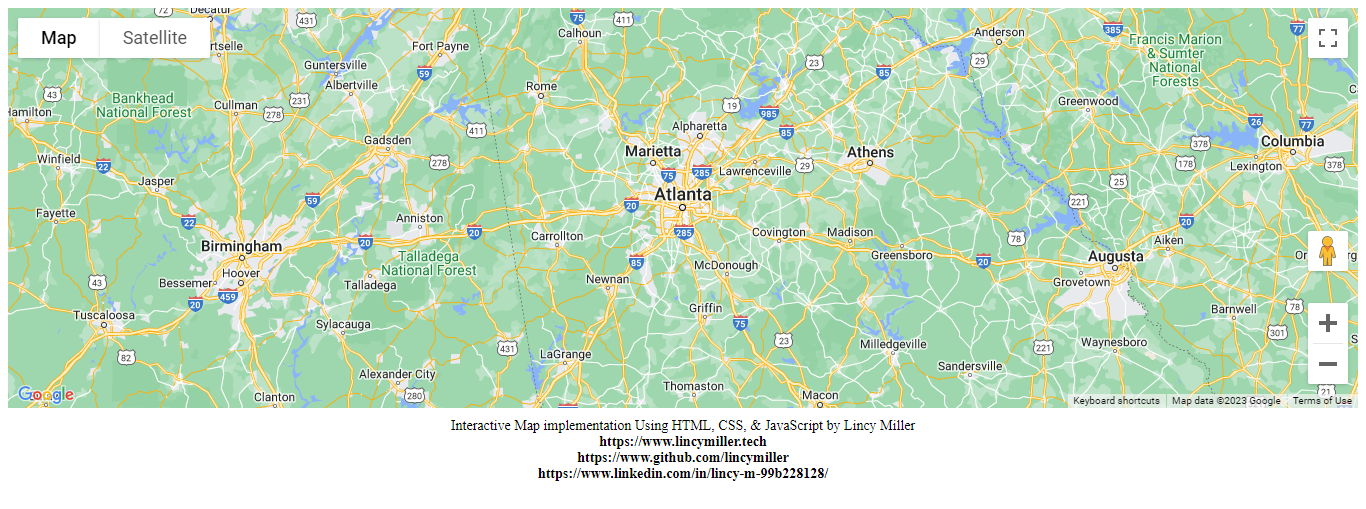 72
Decatur
431
75
411
Calhoun
Anderson
385
77
Map
Satellite
Fort Payne
Francis Marion
& Sumter
National
Forests
Guntersville
59
23
85
29
Albertville
Rome
43
Bankhead
National Forest
Cullman
231
278
19
985
Greenwood
Hamilton
411
Alpharetta
85
26
77
Gadsden
Marietta
Athens
378
Columbia
Winfield
22
278
75
285
Lawrenceville
29
178
Lexington
378
Jasper
Atlanta
25
59
20
221
Fayette
22
Anniston
20
285
Covington
Madison
78
20
Birmingham
20
Carrollton
Aiken
Talladega
National Forest
85
McDonough
Greensboro
20
Augusta
Hoover
Bessemer
43
Talladega
Newnan
Grovetown
459
20
Griffin
78
Barnwell
Tuscaloosa
Sylacauga
75
301
82
431
LaGrange
23
Milledgeville
221
Waynesboro
Alexander City
280
Thomaston
Sandersville
21
Clanton
Macon
Google
Keyboard shortcuts
Map data ©2023 Google
Terms of Use
Interactive Map implementation Using HTML, CSS, & JavaScript by Lincy Miller
https://www.lincymiller.tech
https://www.github.com/lincymiller
https://www.linkedin.com/in/lincy-m-99b228128/